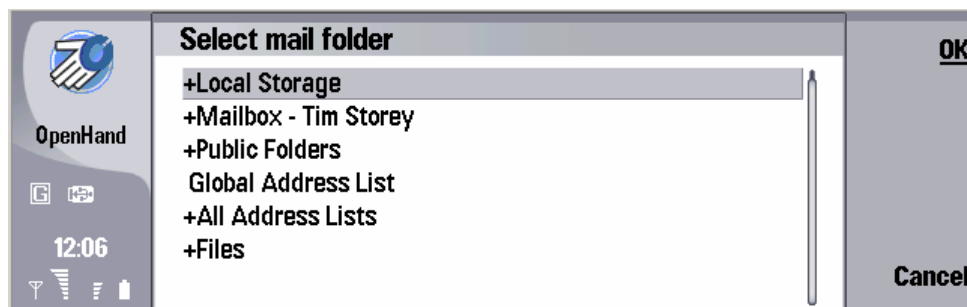 Select mail folder
OK
+Local Storage
+Mailbox - Tim Storey
OpenHand
+Public Folders
Global Address List
G
+All Address Lists
12:06
+Files
Cancel